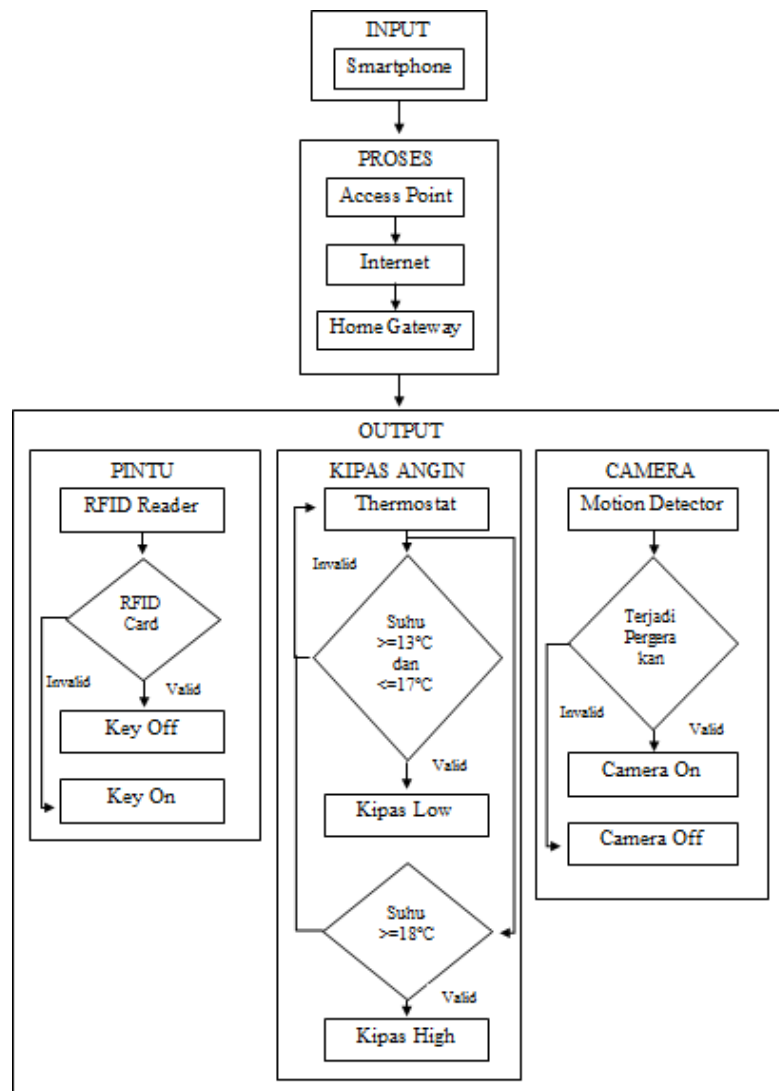 INPUT
Smartphone
PROSES
Access Point
Internet
Home Gateway
OUTPUT
PINTU
RFID Reader
RFID
Card
Invalid
Valid
Key Off
Key On
KIPAS ANGIN
Thermostat
Invalid
Suhu
>=13°C
dan
<=17°C
Valid
Kipas Low
Suhu
>=18°C
Valid
Kipas High
CAMERA
Motion Detector
Terjadi
Pergera
kan
Invalid
Valid
Camera On
Camera Off